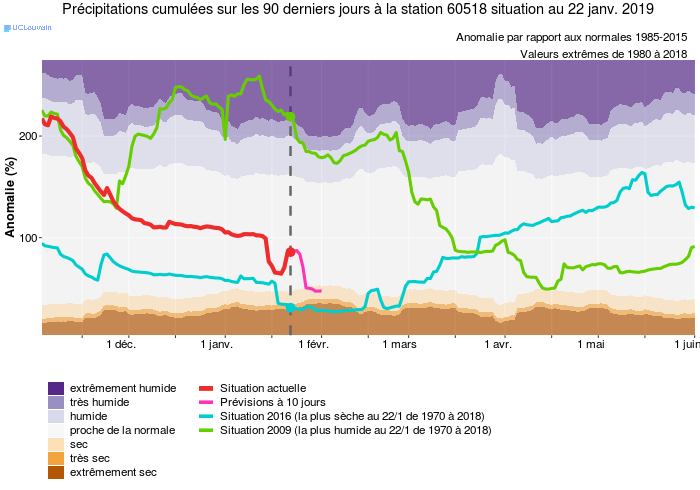 Précipitations cumulées sur les 90 derniers jours à la station 60518 situation au 22 janv. 2019
UCLouvain
Anomalie par rapport aux normales 1985-2015
Valeurs extrêmes de 1980 à 2018
Anomalie (%)
200
100
1 déc.
1 janv.
1 févr.
1 mars
1 avr.
1 mai
1 juin
extrêmement humide
très humide
humide
proche de la normale
sec
très sec
extrêmement sec
Situation actuelle
Prévisions à 10 jours
Situation 2016 (la plus sèche au 22/1 de 1970 à 2018)
Situation 2009 (la plus humide au 22/1 de 1970 à 2018)